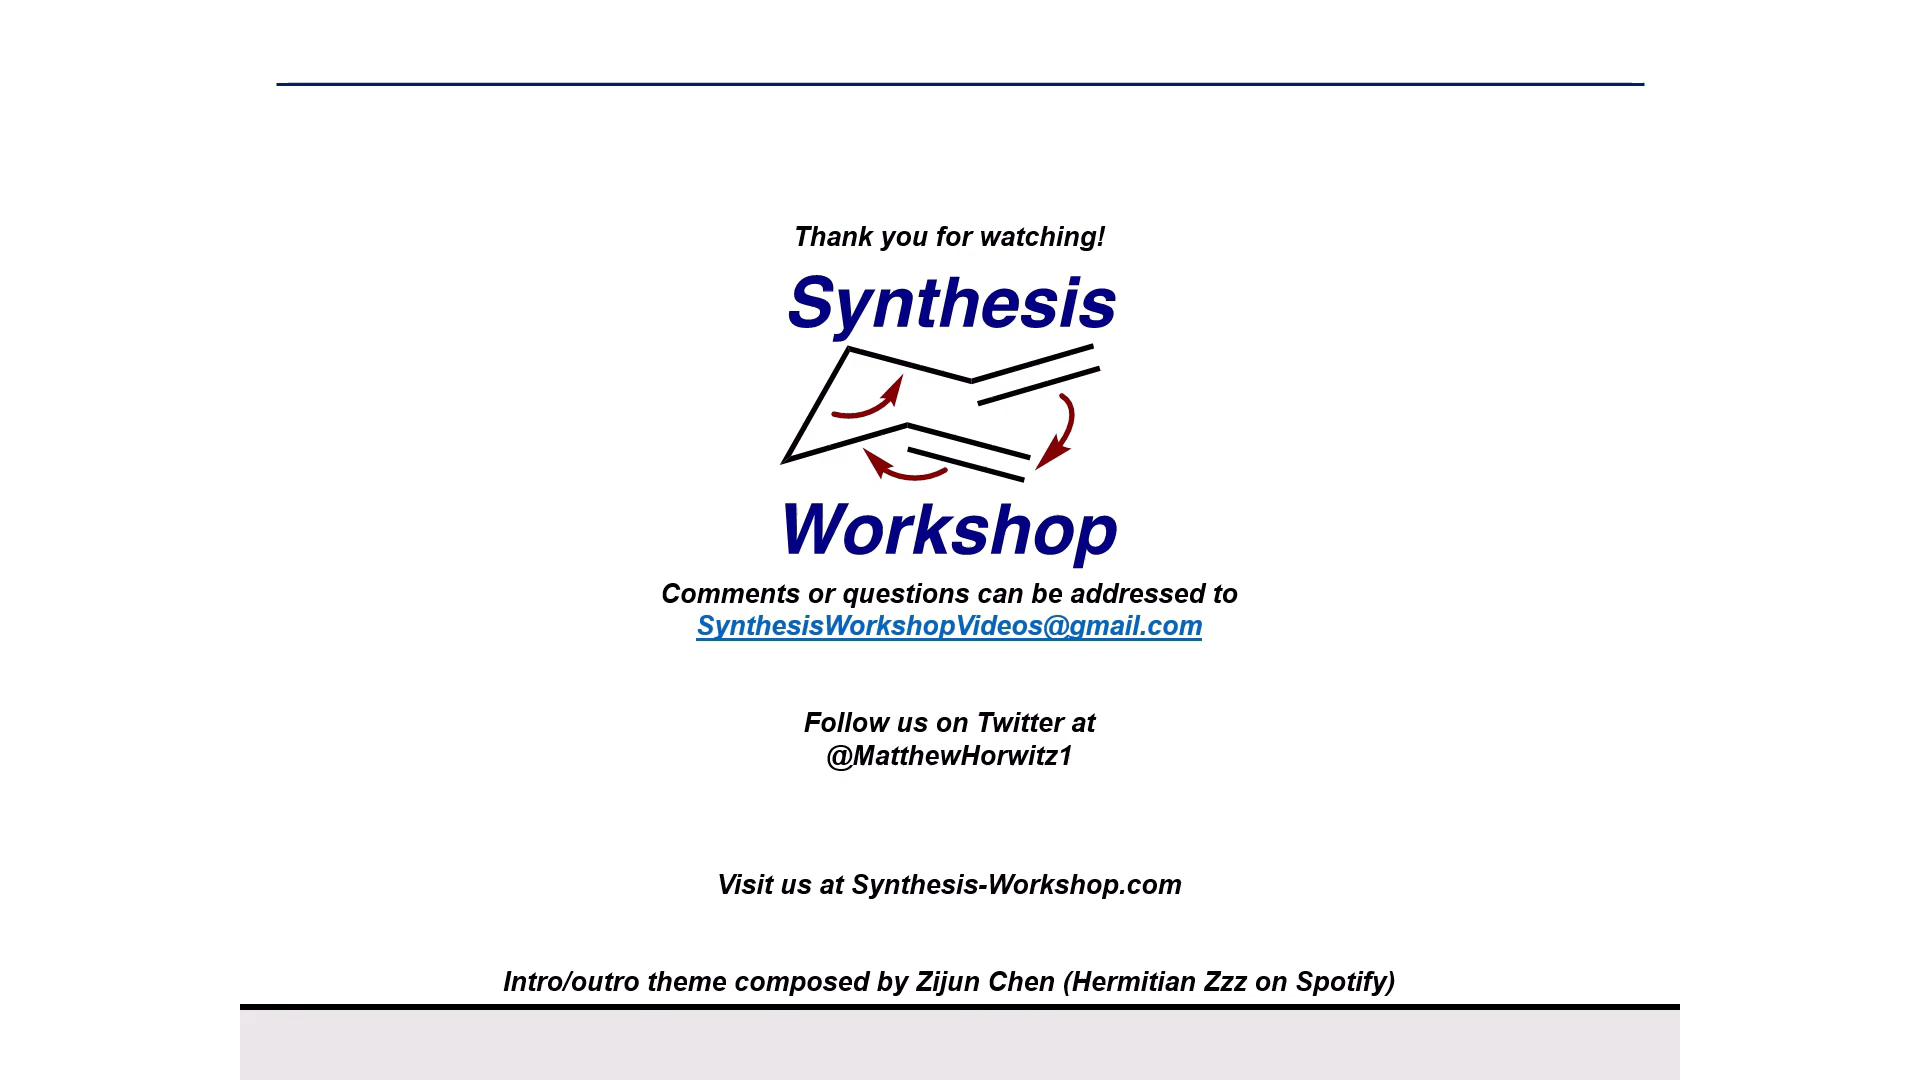 Thank you for watching!
Synthesis
Workshop
Comments or questions can be addressed to
SynthesisWorkshopVideos@gmail.com
Follow us on Twitter at
@MatthewHorwitz1
Visit us at Synthesis-Workshop.com
Intro/outro theme composed by Zijun Chen (Hermitian Zzz on Spotify)